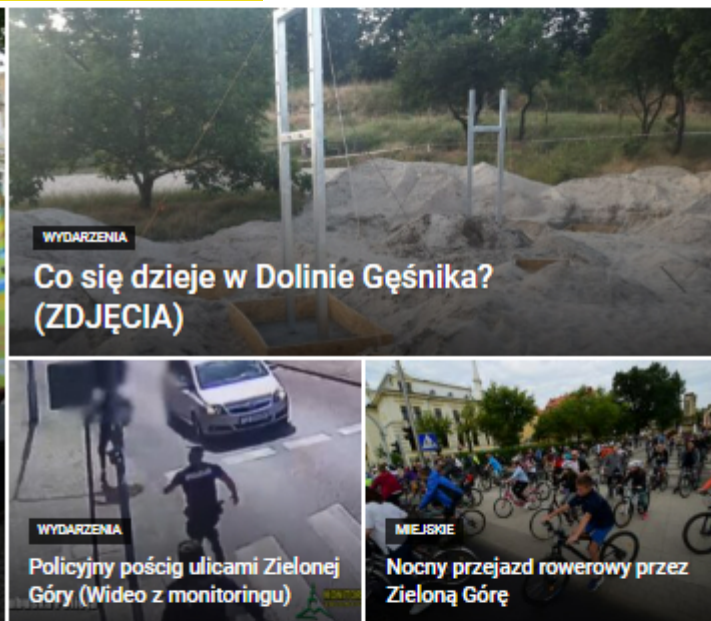 WYDARZENIA
Co się dzieje w Dolinie Gęśnika?
(ZDJĘCIA)
WYDARZENIA
Policyjny pościg ulicami Zielonej
Góry (Wideo z monitoringu)
MIEJSKIE
Nocny przejazd rowerowy przez
Zieloną Górę